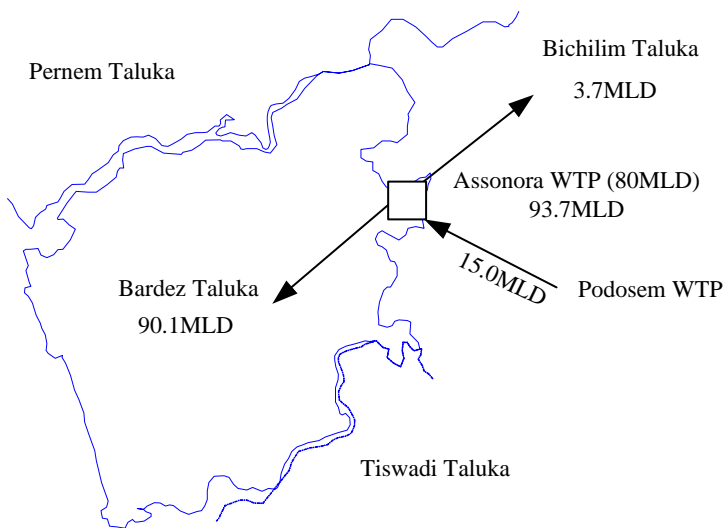 Bichilim Taluka
3.7MLD
Pernem Taluka
Assonora WTP (80MLD)
93.7MLD
15.0MLD
Podosem WTP
Bardez Taluka
90.1MLD
Tiswadi Taluka